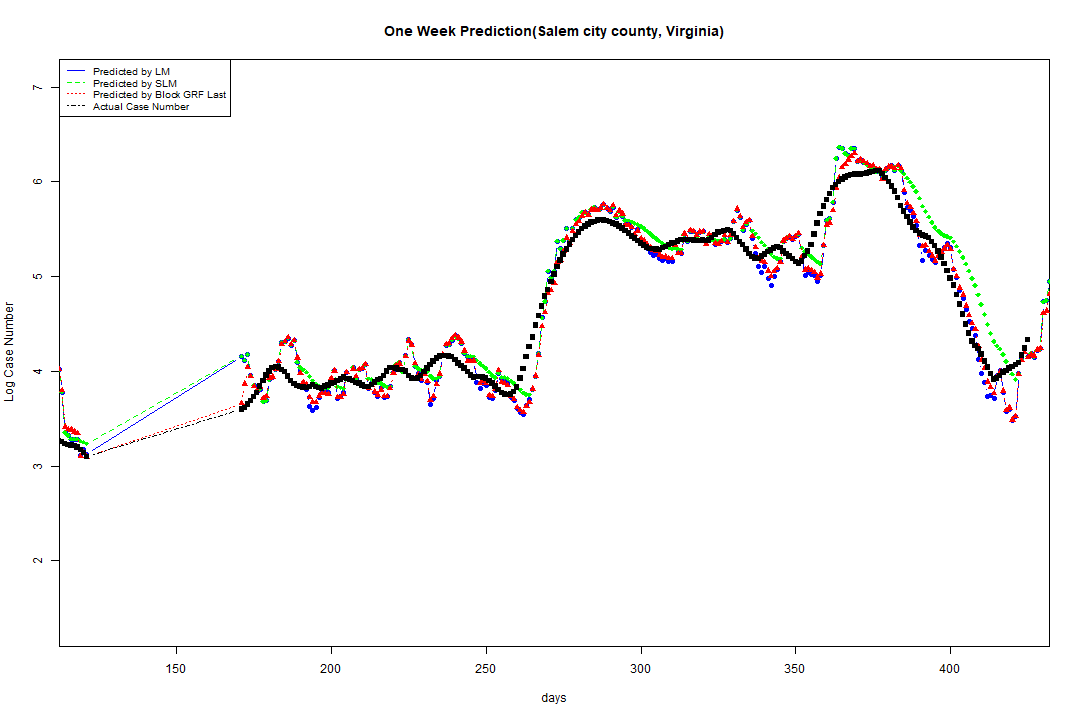 One Week Prediction(Salem city county, Virginia)
Predicted by LM
Predicted by SLM
Predicted by Block GRF Last
Actual Case Number
7
6
5
4
3
2
Log Case Number
150 200 250 300 350 400
days